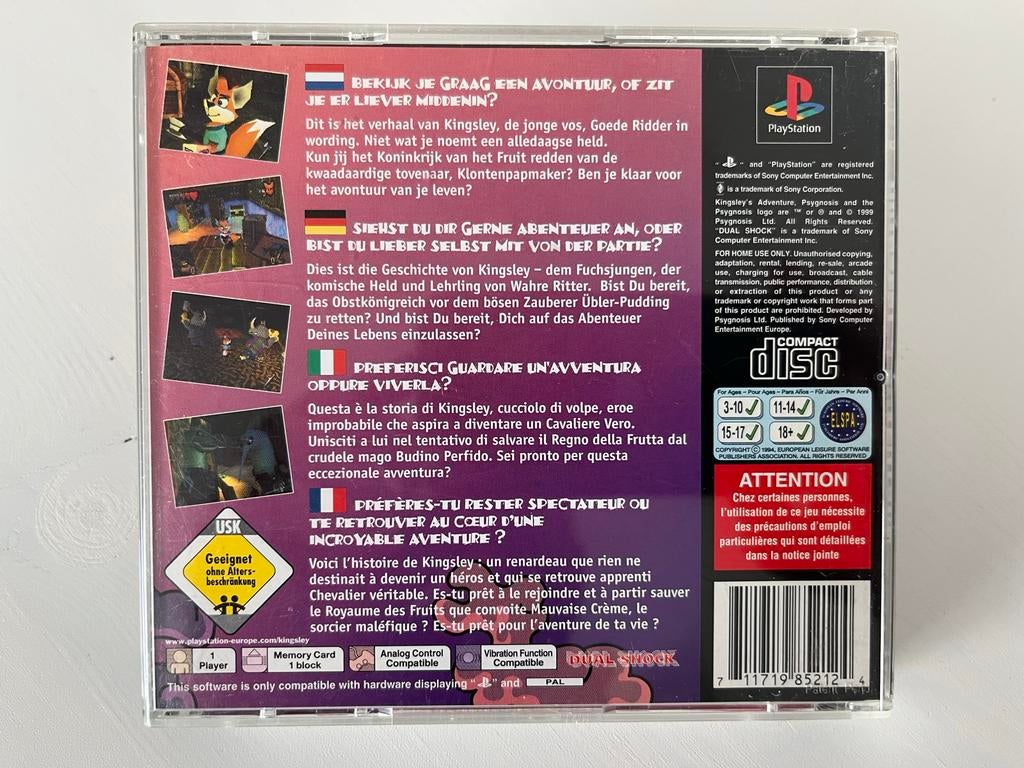 BEKIJK JE GRAAG EEN AVONTUUR, OF ZIT
JE ER LIEVER MIDDENIN?
Dit is het verhaal van Kingsley, de jonge vos, Goede Ridder in
wording. Niet wat je noemt een alledaagse held.
Kun jij het Koninkrijk van het Fruit redden van de
kwaadaardige tovenaar, Klontenpapmaker? Ben je klaar voor
het avontuur van je leven?
SIEHST DU DIR GERNE ABENTEUER AN, ODER
BIST DU LIEBER SELBST MIT VON DER PARTIE?
Dies ist die Geschichte von Kingsley – dem Fuchsjungen, der
komische Held und Lehrling von Wahre Ritter. Bist Du bereit,
das Obstkönigreich vor dem bösen Zauberer Übler-Pudding
zu retten? Und bist Du bereit, Dich auf das Abenteuer
Deines Lebens einzulassen?
PREFERISCI GUARDARE UN'AVVENTURA
OPPURE VIVERLA?
Questa è la storia di Kingsley, cucciolo di volpe, eroe
improbabile che aspira a diventare un Cavaliere Vero.
Unisciti a lui nel tentativo di salvare il Regno della Frutta dal
crudele mago Budino Perfido. Sei pronto per questa
eccezionale avventura?
PRÉFÈRES-TU RESTER SPECTATEUR OU
TE RETROUVER AU CŒUR D'UNE
INCROYABLE AVENTURE ?
Voici l'histoire de Kingsley : un renardeau que rien ne
destinait à devenir un héros et qui se retrouve apprenti
Chevalier véritable. Es-tu prêt à le rejoindre et à partir sauver
le Royaume des Fruits que convoite Mauvaise Crème, le
sorcier maléfique ? Es-tu prêt pour l'aventure de ta vie ?
USK
Geeignet
ohne Alters-
beschränkung
www.playstation-europe.com/kingsley
1
Player
Memory Card
1 block
Analog Control
Compatible
Vibration Function
Compatible
DUAL SHOCK
This software is only compatible with hardware displaying " " and PAL
PlayStation
" " and "PlayStation" are registered
trademarks of Sony Computer Entertainment Inc.
is a trademark of Sony Corporation.
Kingsley's Adventure, Psygnosis and the
Psygnosis logo are ™ or ® and © 1999
Psygnosis Ltd. All Rights Reserved.
"DUAL SHOCK" is a trademark of Sony
Computer Entertainment Inc.
FOR HOME USE ONLY. Unauthorised copying,
adaptation, rental, lending, re-sale, arcade
use, charging for use, broadcast, cable
transmission, public performance, distribution
or extraction of this product or any
trademark or copyright work that forms part
of this product are prohibited. Developed by
Psygnosis Ltd. Published by Sony Computer
Entertainment Europe.
COMPACT
disc
For Ages – Pour Ages – Para Años – Für Jahre – Per Anni
3-10 11-14
15-17 18+
ELSPA
COPYRIGHT © 1994, EUROPEAN LEISURE SOFTWARE
PUBLISHERS ASSOCIATION, ALL RIGHTS RESERVED
ATTENTION
Chez certaines personnes,
l'utilisation de ce jeu nécessite
des précautions d'emploi
particulières qui sont détaillées
dans la notice jointe
7 11719 85212 4